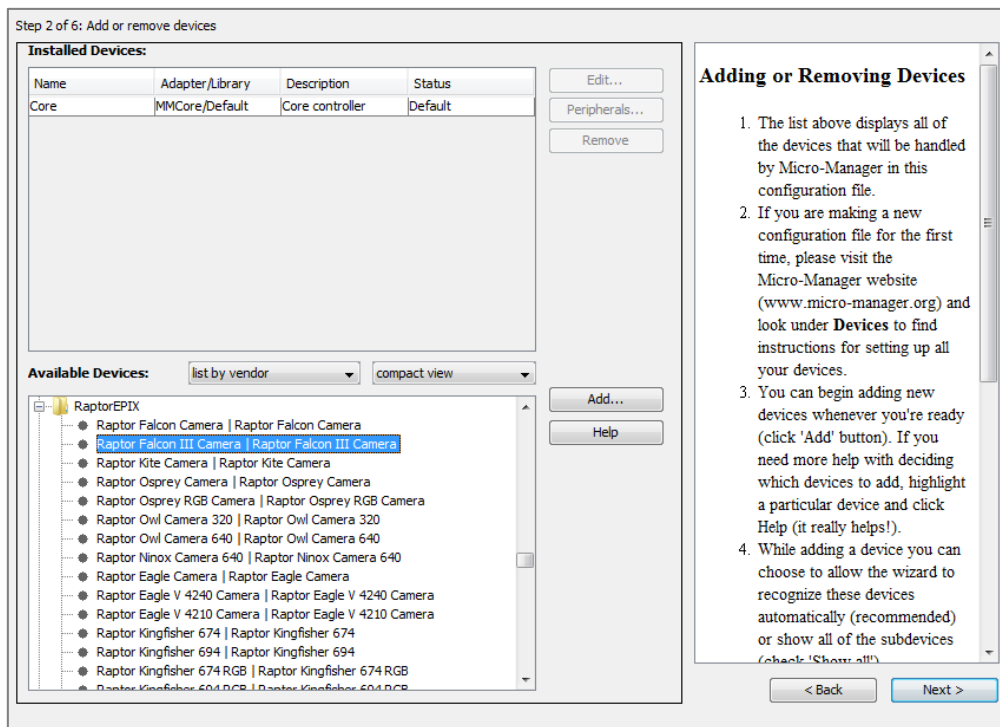 Step 2 of 6: Add or remove devices
Installed Devices:
Name Adapter/Library Description Status
Core MMCore/Default Core controller Default
Edit...
Peripherals...
Remove
Available Devices: list by vendor compact view
RaptorEPIX
Raptor Falcon Camera | Raptor Falcon Camera
Raptor Falcon III Camera | Raptor Falcon III Camera
Raptor Kite Camera | Raptor Kite Camera
Raptor Osprey Camera | Raptor Osprey Camera
Raptor Osprey RGB Camera | Raptor Osprey RGB Camera
Raptor Owl Camera 320 | Raptor Owl Camera 320
Raptor Owl Camera 640 | Raptor Owl Camera 640
Raptor Ninox Camera 640 | Raptor Ninox Camera 640
Raptor Eagle Camera | Raptor Eagle Camera
Raptor Eagle V 4240 Camera | Raptor Eagle V 4240 Camera
Raptor Eagle V 4210 Camera | Raptor Eagle V 4210 Camera
Raptor Kingfisher 674 | Raptor Kingfisher 674
Raptor Kingfisher 694 | Raptor Kingfisher 694
Raptor Kingfisher 674 RGB | Raptor Kingfisher 674 RGB
Raptor Kingfisher 694 RGB | Raptor Kingfisher 694 RGB
Add...
Help
Adding or Removing Devices
1. The list above displays all of
the devices that will be handled
by Micro-Manager in this
configuration file.
2. If you are making a new
configuration file for the first
time, please visit the
Micro-Manager website
(www.micro-manager.org) and
look under Devices to find
instructions for setting up all
your devices.
3. You can begin adding new
devices whenever you're ready
(click 'Add' button). If you
need more help with deciding
which devices to add, highlight
a particular device and click
Help (it really helps!).
4. While adding a device you can
choose to allow the wizard to
recognize these devices
automatically (recommended)
or show all of the subdevices
(check 'Show all')
< Back
Next >